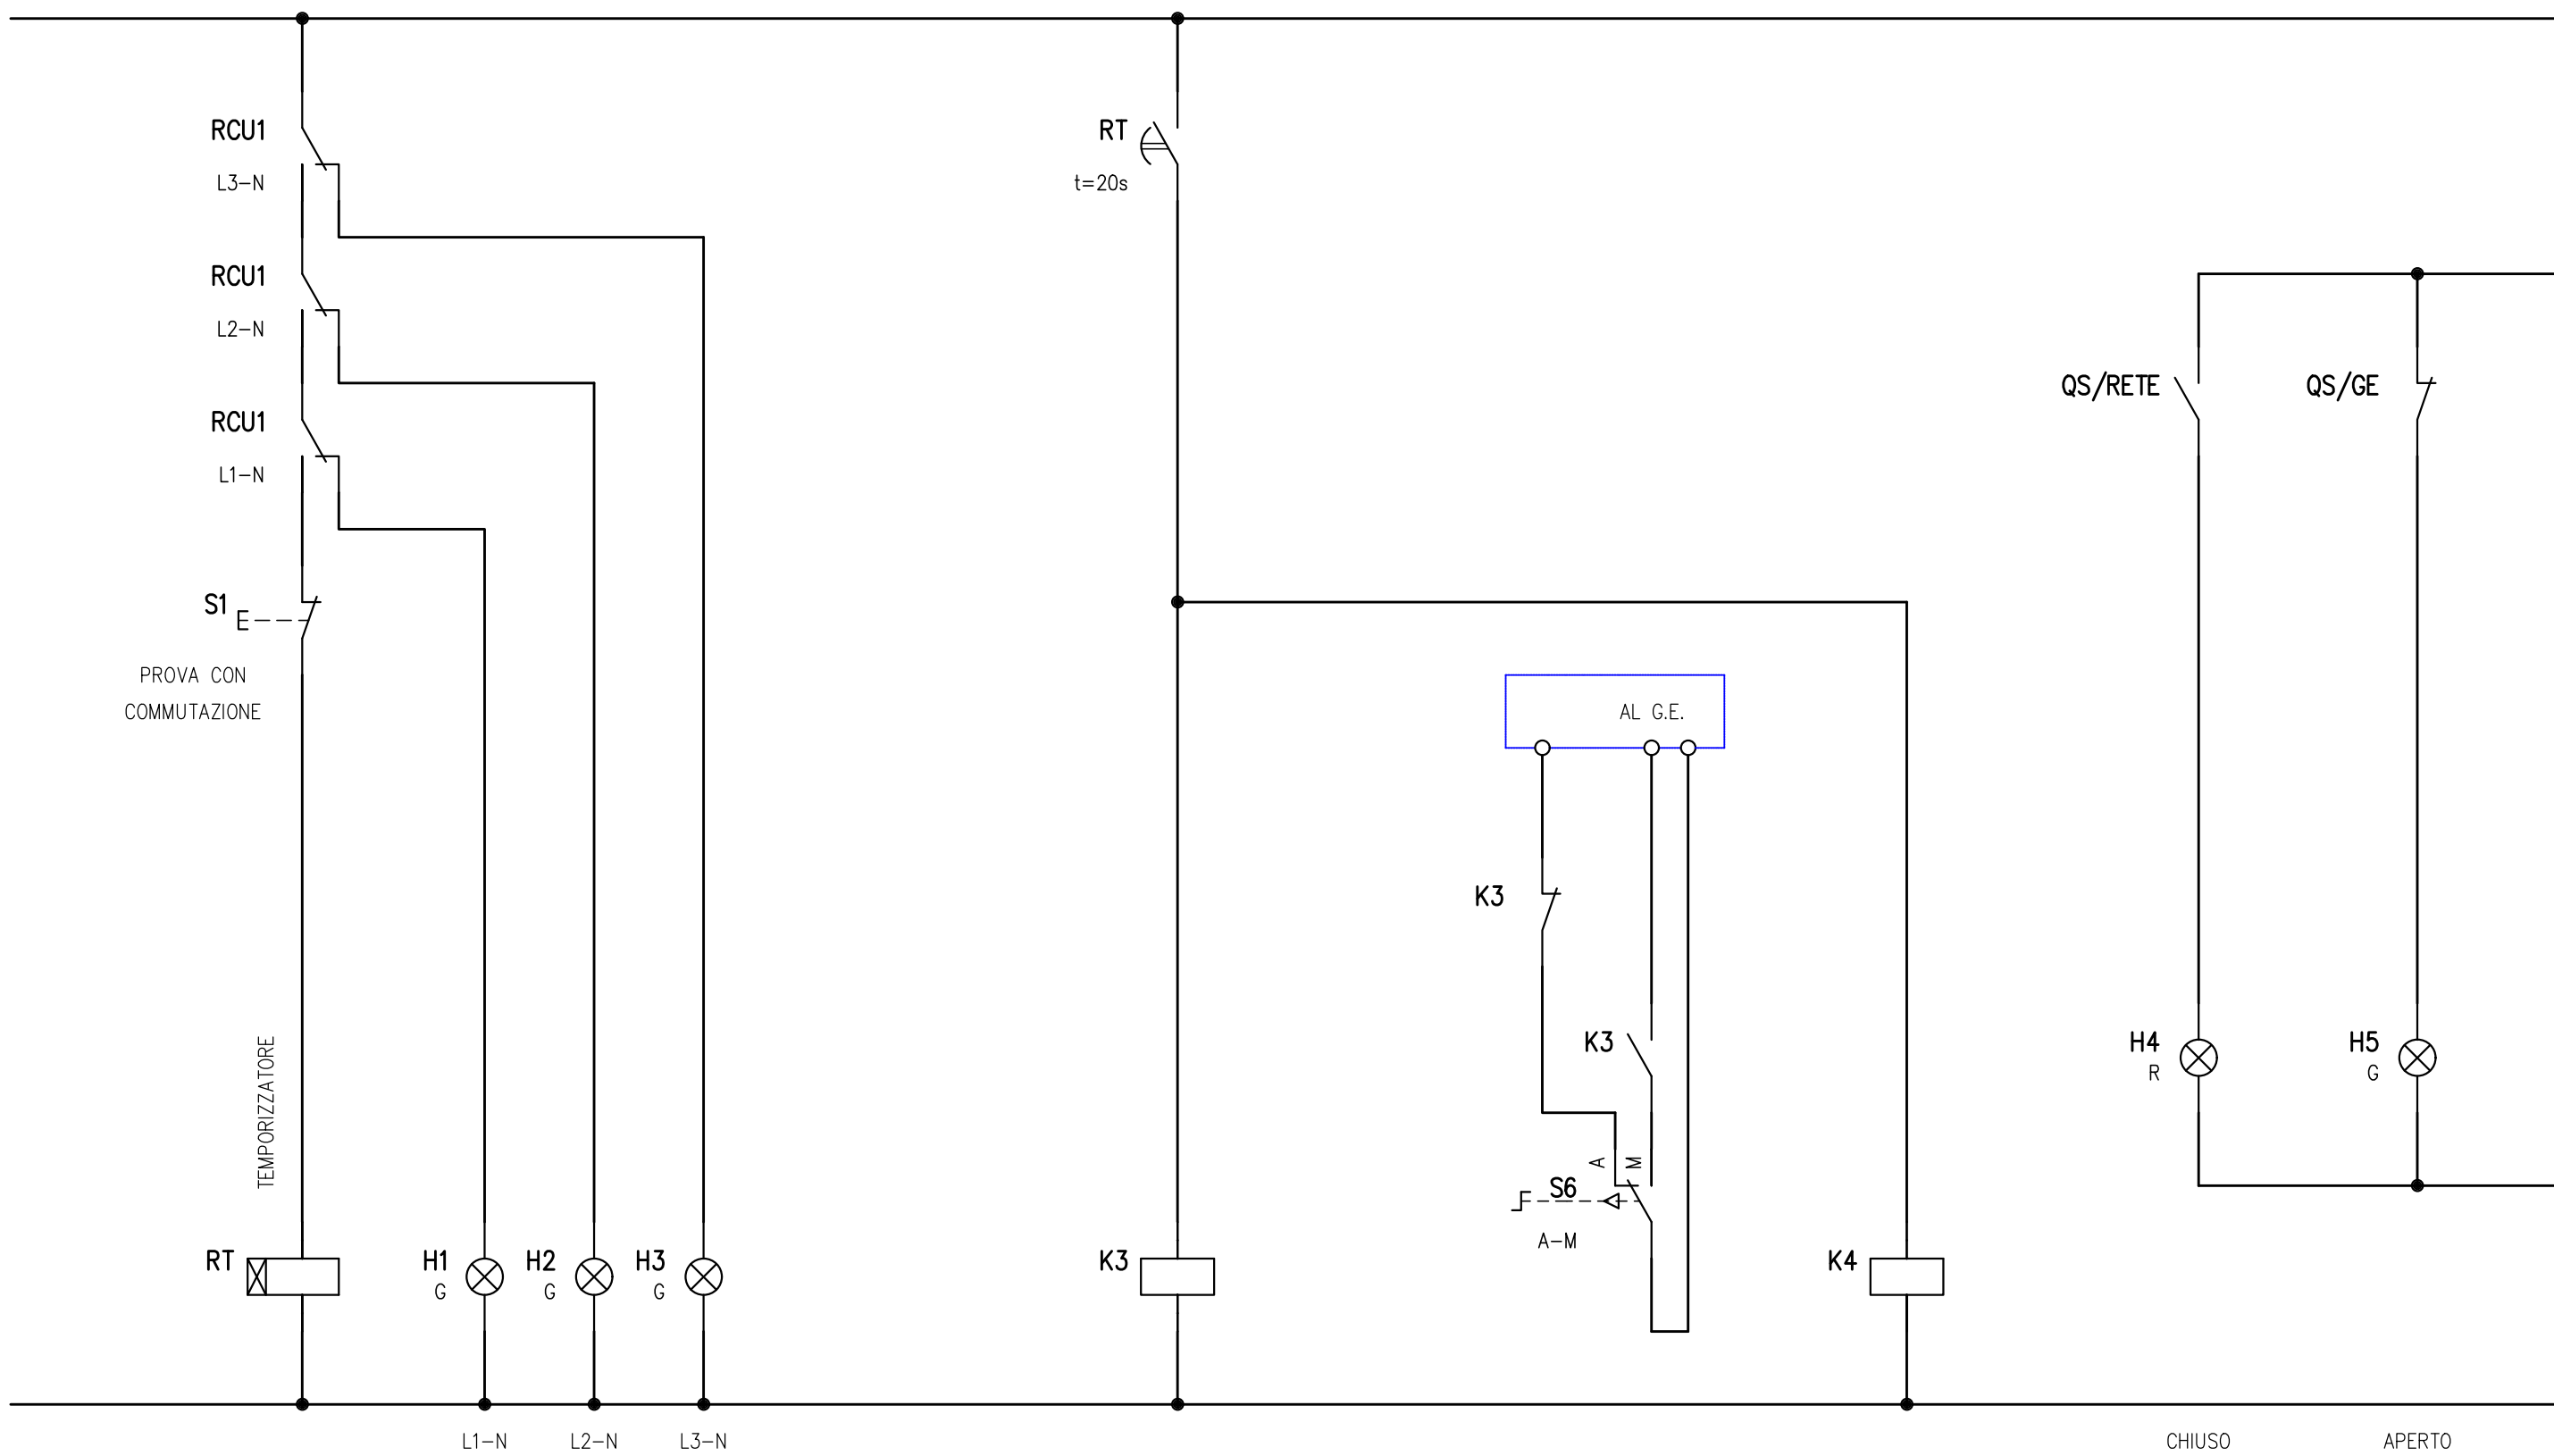 RCU1
L3-N
RT
t=20s
RCU1
L2-N
QS/RETE
QS/GE
RCU1
L1-N
S1
PROVA CON
COMMUTAZIONE
AL G.E.
K3
TEMPORIZZATORE
K3
H4
R
H5
G
A
M
S6
A-M
RT
H1
G
H2
G
H3
G
K3
K4
L1-N
L2-N
L3-N
CHIUSO
APERTO